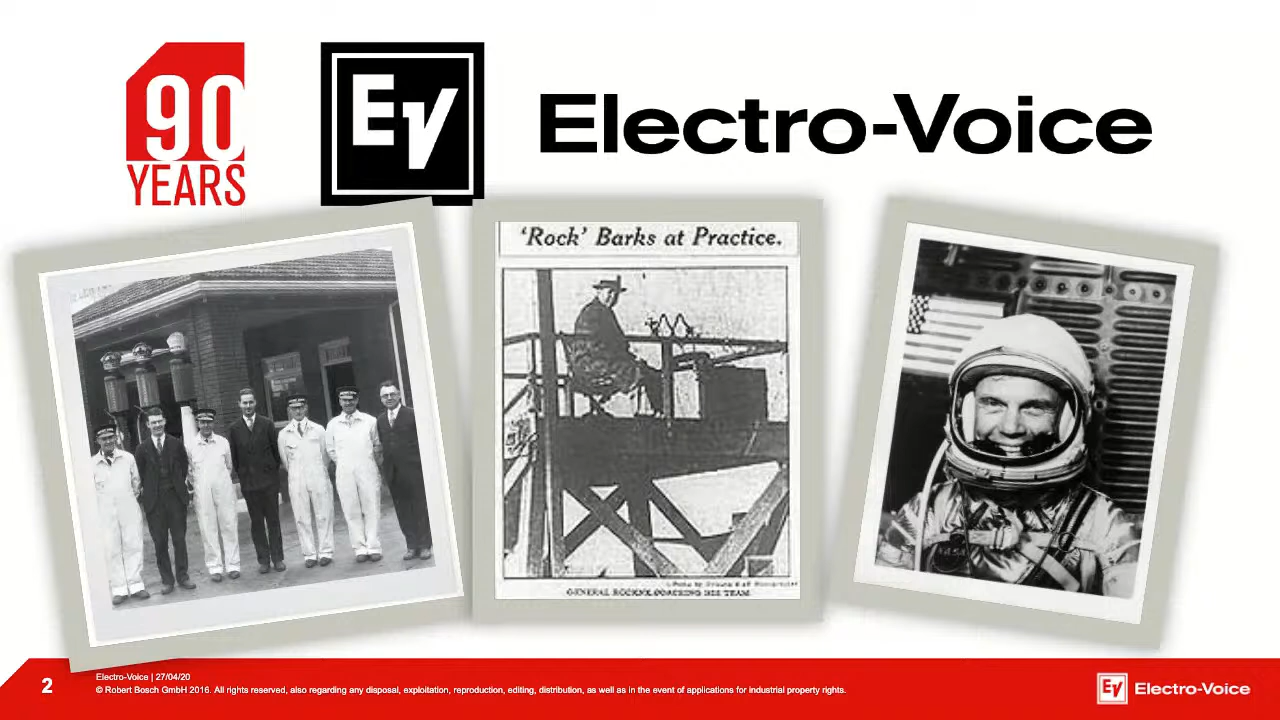 90
YEARS
EV
Electro-Voice
'Rock' Barks at Practice.
GENERAL ROCKNE COACHING HIS TEAM
NASA
2
Electro-Voice | 27/04/20
© Robert Bosch GmbH 2016. All rights reserved, also regarding any disposal, exploitation, reproduction, editing, distribution, as well as in the event of applications for industrial property rights.
EV Electro-Voice